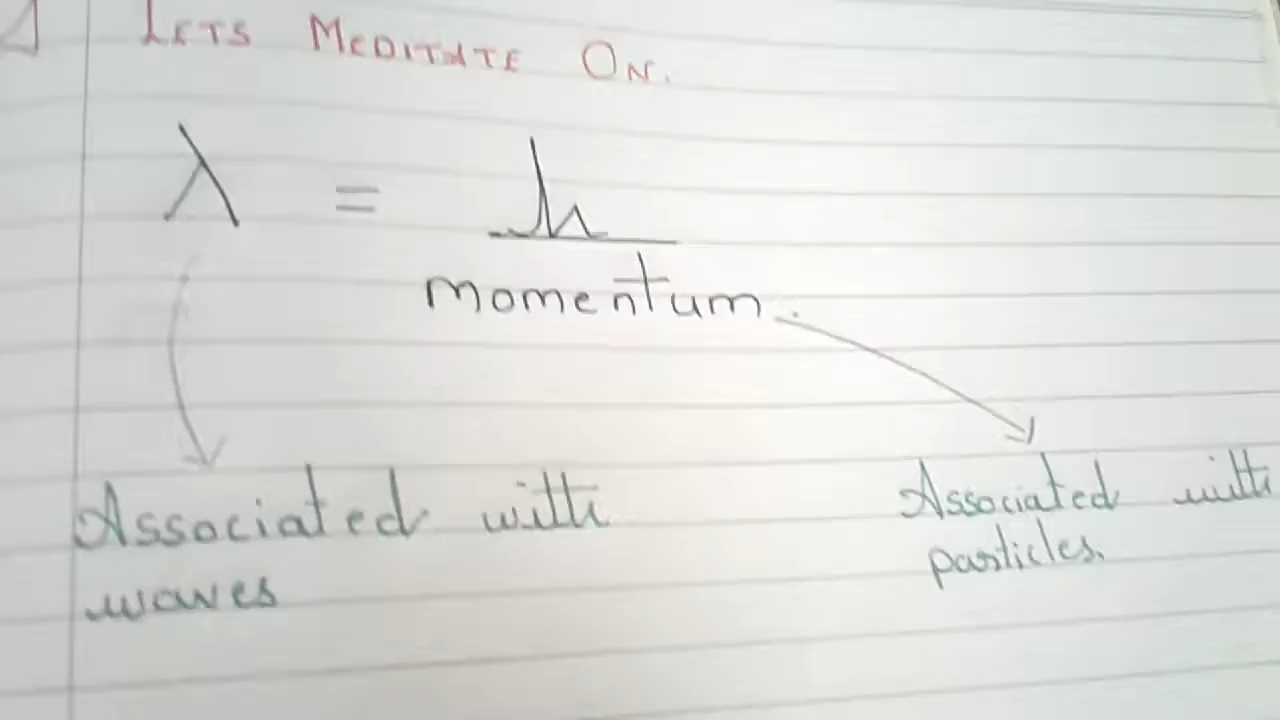 LETS MEDITATE ON.
λ = h
momentum.
Associated with
waves
Associated with
particles.